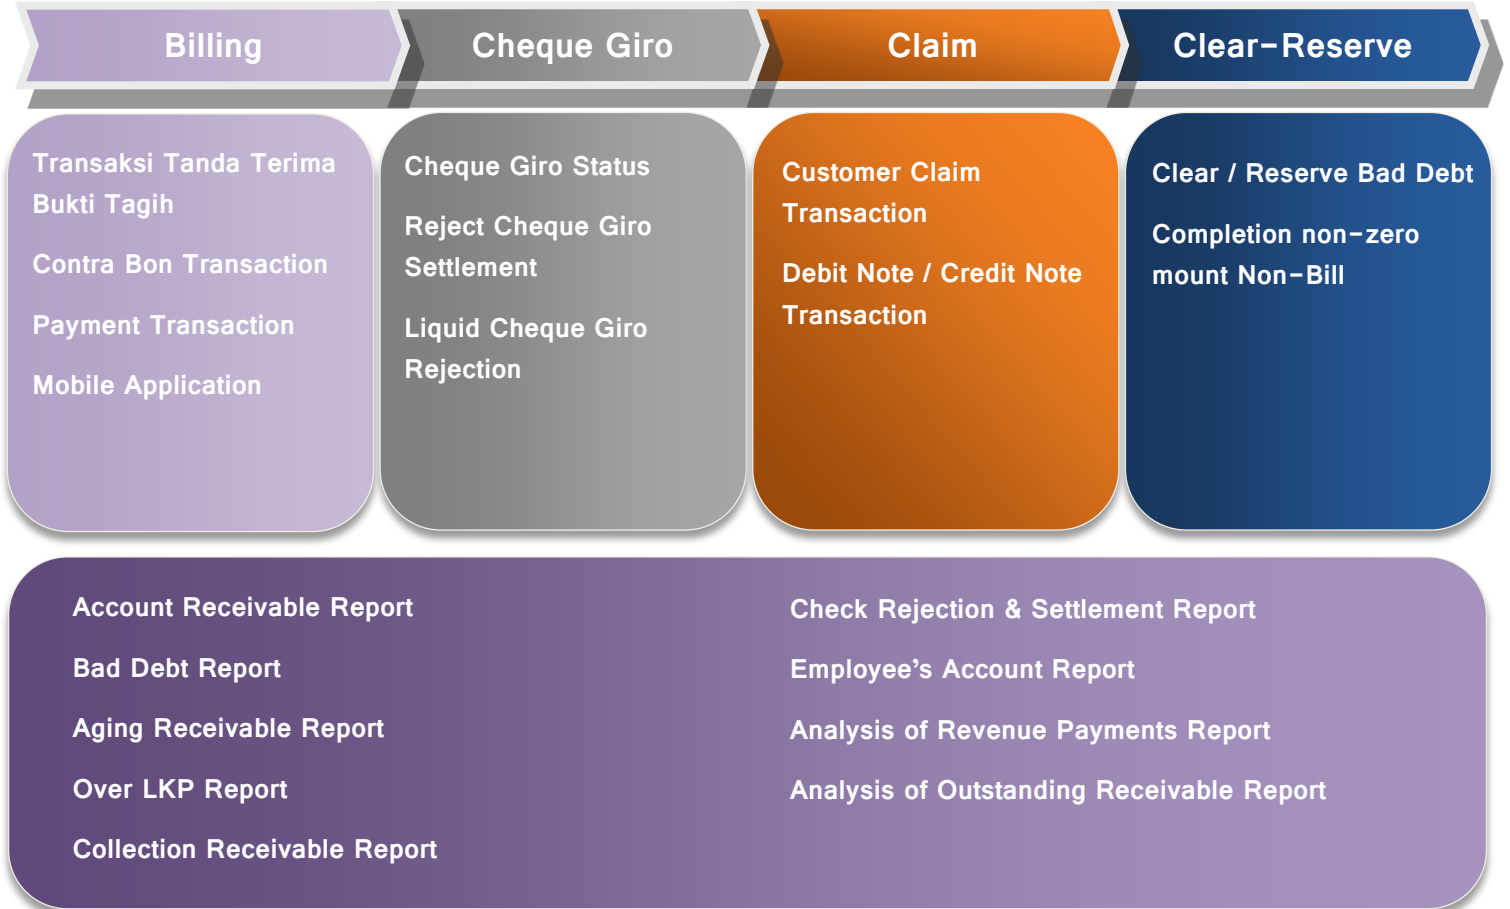 Billing
Cheque Giro
Claim
Clear-Reserve
Transaksi Tanda Terima
Bukti Tagih
Contra Bon Transaction
Payment Transaction
Mobile Application
Cheque Giro Status
Reject Cheque Giro
Settlement
Liquid Cheque Giro
Rejection
Customer Claim
Transaction
Debit Note / Credit Note
Transaction
Clear / Reserve Bad Debt
Completion non-zero
mount Non-Bill
Account Receivable Report
Bad Debt Report
Aging Receivable Report
Over LKP Report
Collection Receivable Report
Check Rejection & Settlement Report
Employee’s Account Report
Analysis of Revenue Payments Report
Analysis of Outstanding Receivable Report